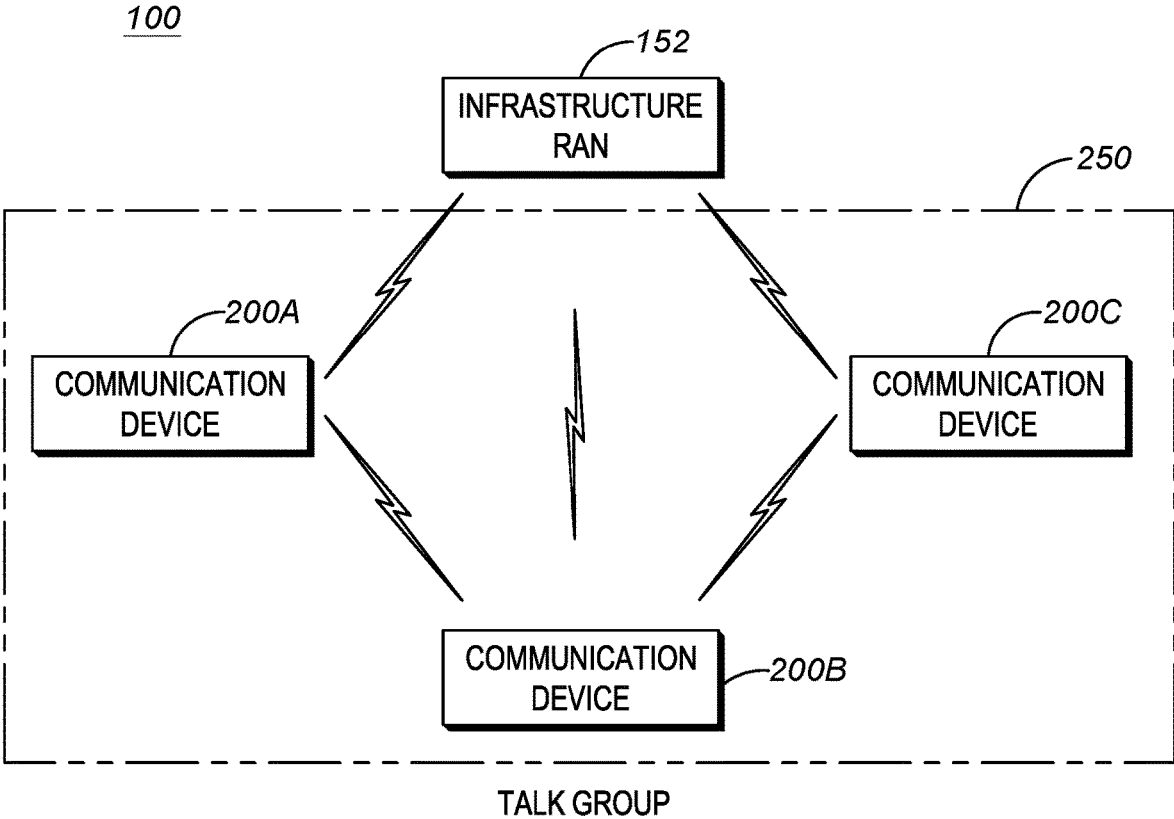 100
152
INFRASTRUCTURE
RAN
250
200A
200C
COMMUNICATION
DEVICE
COMMUNICATION
DEVICE
COMMUNICATION
DEVICE
200B
TALK GROUP